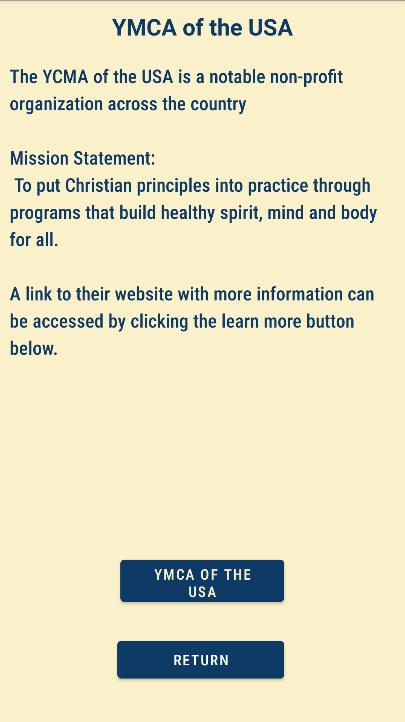 YMCA of the USA
The YCMA of the USA is a notable non-profit
organization across the country
Mission Statement:
To put Christian principles into practice through
programs that build healthy spirit, mind and body
for all.
A link to their website with more information can
be accessed by clicking the learn more button
below.
YMCA OF THE
USA
RETURN